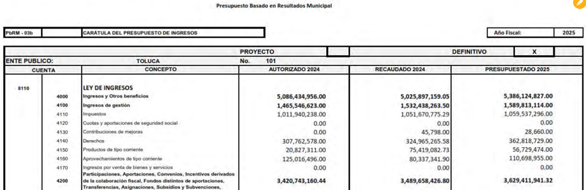 Presupuesto Basado en Resultados Municipal
PbRM - 03b CARÁTULA DEL PRESUPUESTO DE INGRESOS Año Fiscal: 2025
PROYECTO DEFINITIVO X
ENTE PUBLICO: TOLUCA No. 101
CUENTA CONCEPTO AUTORIZADO 2024 RECAUDADO 2024 PRESUPUESTADO 2025
8110 LEY DE INGRESOS
4000 Ingresos y Otros beneficios 5,086,434,956.00 5,025,897,159.05 5,386,124,827.00
4100 Ingresos de gestión 1,465,546,623.00 1,532,438,263.50 1,589,813,114.00
4110 Impuestos 1,011,940,238.00 1,051,670,775.29 1,059,537,296.00
4120 Cuotas y aportaciones de seguridad social 0.00 0.00 0.00
4130 Contribuciones de mejoras 0.00 45,798.00 28,660.00
4140 Derechos 307,762,578.00 324,965,265.58 362,818,729.00
4150 Productos de tipo corriente 20,827,311.00 75,419,082.73 56,729,474.00
4160 Aprovechamientos de tipo corriente 125,016,496.00 80,337,341.90 110,698,955.00
4170 Ingresos por venta de bienes y servicios 0.00 0.00 0.00
Participaciones, Aportaciones, Convenios, Incentivos derivados
4200 de la colaboración fiscal, Fondos distintos de aportaciones, 3,420,743,160.44 3,489,658,426.80 3,629,411,941.32
Transferencias, Asignaciones, Subsidios y Subvenciones,